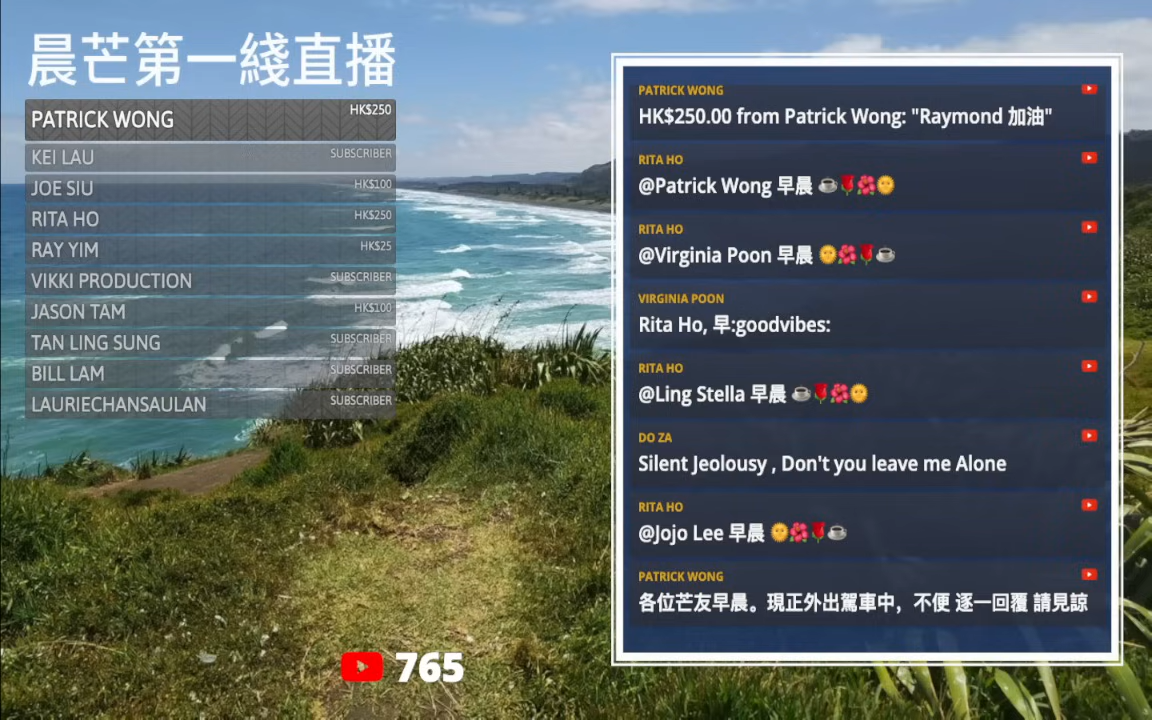 晨芒第一綫直播
PATRICK WONG HK$250
KEI LAU SUBSCRIBER
JOE SIU HK$100
RITA HO HK$250
RAY YIM HK$25
VIKKI PRODUCTION SUBSCRIBER
JASON TAM HK$100
TAN LING SUNG SUBSCRIBER
BILL LAM SUBSCRIBER
LAURIECHANSAULAN SUBSCRIBER
PATRICK WONG
HK$250.00 from Patrick Wong: "Raymond 加油"
RITA HO
@Patrick Wong 早晨 ☕🌹🌺🌞
RITA HO
@Virginia Poon 早晨 🌞🌺🌹☕
VIRGINIA POON
Rita Ho, 早:goodvibes:
RITA HO
@Ling Stella 早晨 ☕🌹🌺🌞
DO ZA
Silent Jeolousy , Don't you leave me Alone
RITA HO
@Jojo Lee 早晨 🌞🌺🌹☕
PATRICK WONG
各位芒友早晨。現正外出駕車中，不便 逐一回覆 請見諒
765